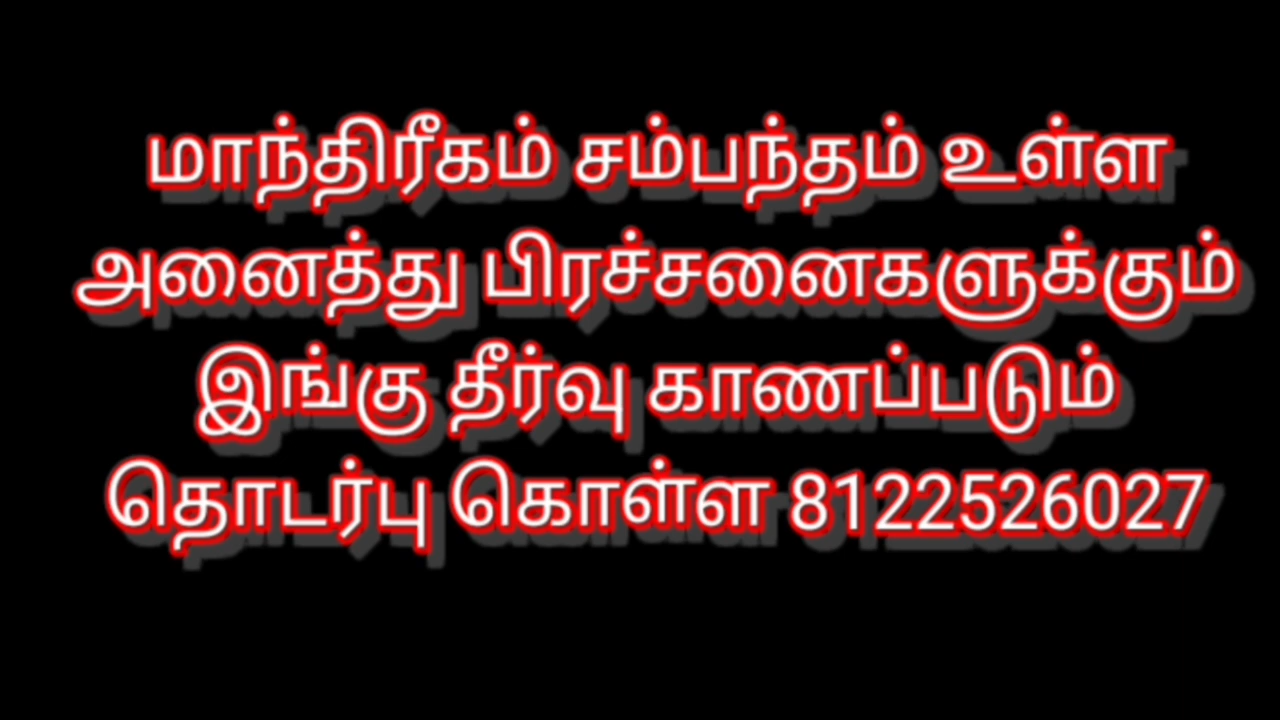 மாந்திரீகம் சம்பந்தம் உள்ள
அனைத்து பிரச்சனைகளுக்கும்
இங்கு தீர்வு காணப்படும்
தொடர்பு கொள்ள 8122526027